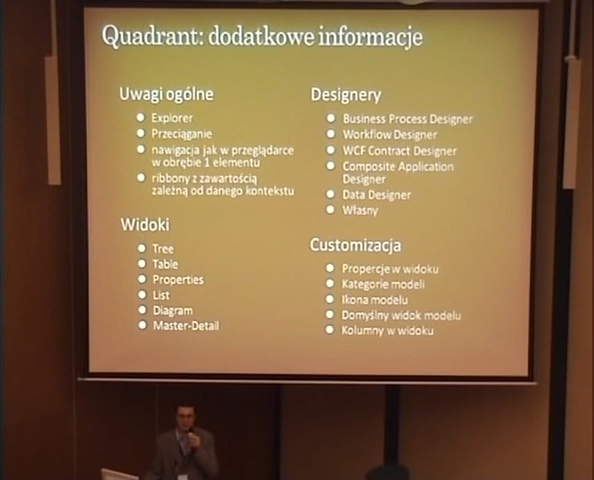 Quadrant: dodatkowe informacje
Uwagi ogólne
Explorer
Przeciąganie
nawigacja jak w przeglądarce
w obrębie 1 elementu
ribbony z zawartością
zależną od danego kontekstu
Widoki
Tree
Table
Properties
List
Diagram
Master-Detail
Designery
Business Process Designer
Workflow Designer
WCF Contract Designer
Composite Application
Designer
Data Designer
Własny
Customizacja
Propercje w widoku
Kategorie modeli
Ikona modelu
Domyślny widok modelu
Kolumny w widoku